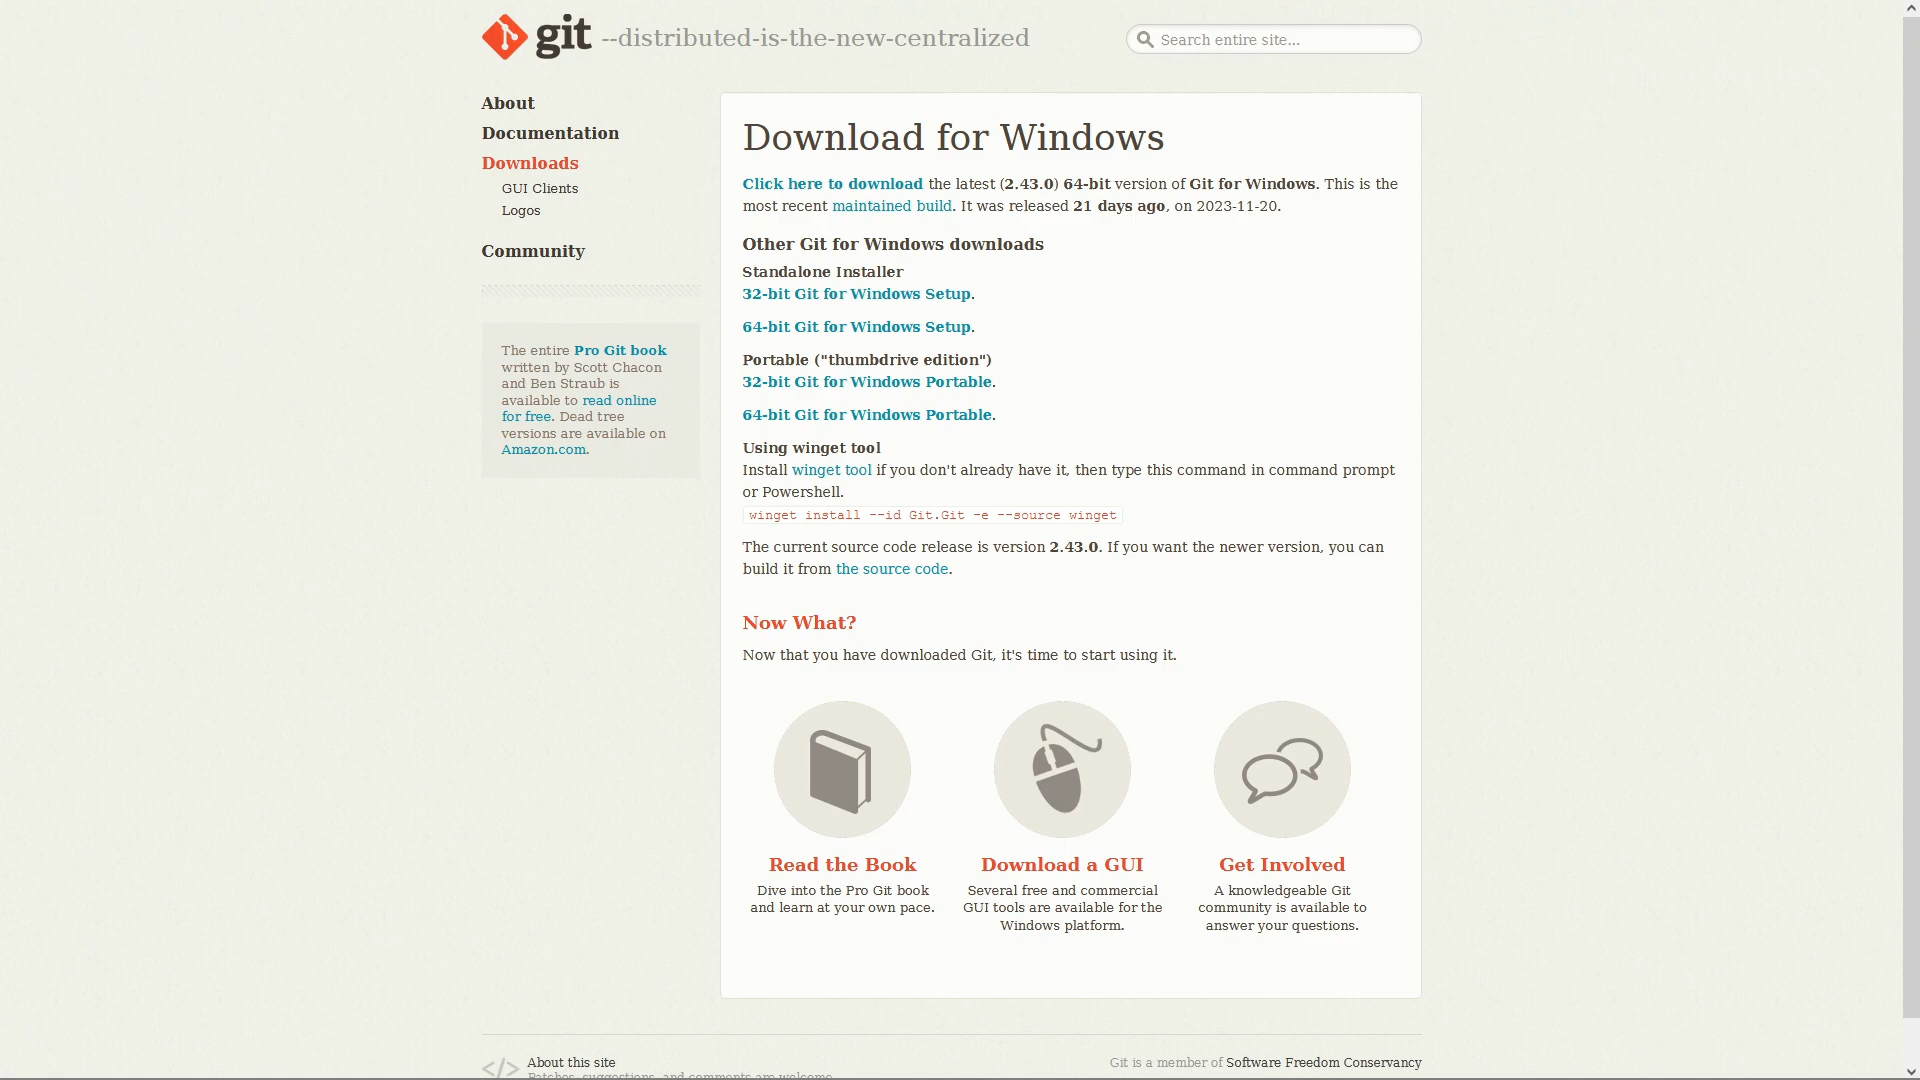 git --distributed-is-the-new-centralized
Search entire site...
About
Documentation
Downloads
GUI Clients
Logos
Community
The entire Pro Git book
written by Scott Chacon
and Ben Straub is
available to read online
for free. Dead tree
versions are available on
Amazon.com.
Download for Windows
Click here to download the latest (2.43.0) 64-bit version of Git for Windows. This is the
most recent maintained build. It was released 21 days ago, on 2023-11-20.
Other Git for Windows downloads
Standalone Installer
32-bit Git for Windows Setup.
64-bit Git for Windows Setup.
Portable ("thumbdrive edition")
32-bit Git for Windows Portable.
64-bit Git for Windows Portable.
Using winget tool
Install winget tool if you don't already have it, then type this command in command prompt
or Powershell.
winget install --id Git.Git -e --source winget
The current source code release is version 2.43.0. If you want the newer version, you can
build it from the source code.
Now What?
Now that you have downloaded Git, it's time to start using it.
Read the Book
Dive into the Pro Git book
and learn at your own pace.
Download a GUI
Several free and commercial
GUI tools are available for the
Windows platform.
Get Involved
A knowledgeable Git
community is available to
answer your questions.
</> About this site
Patches, suggestions, and comments are welcome.
Git is a member of Software Freedom Conservancy